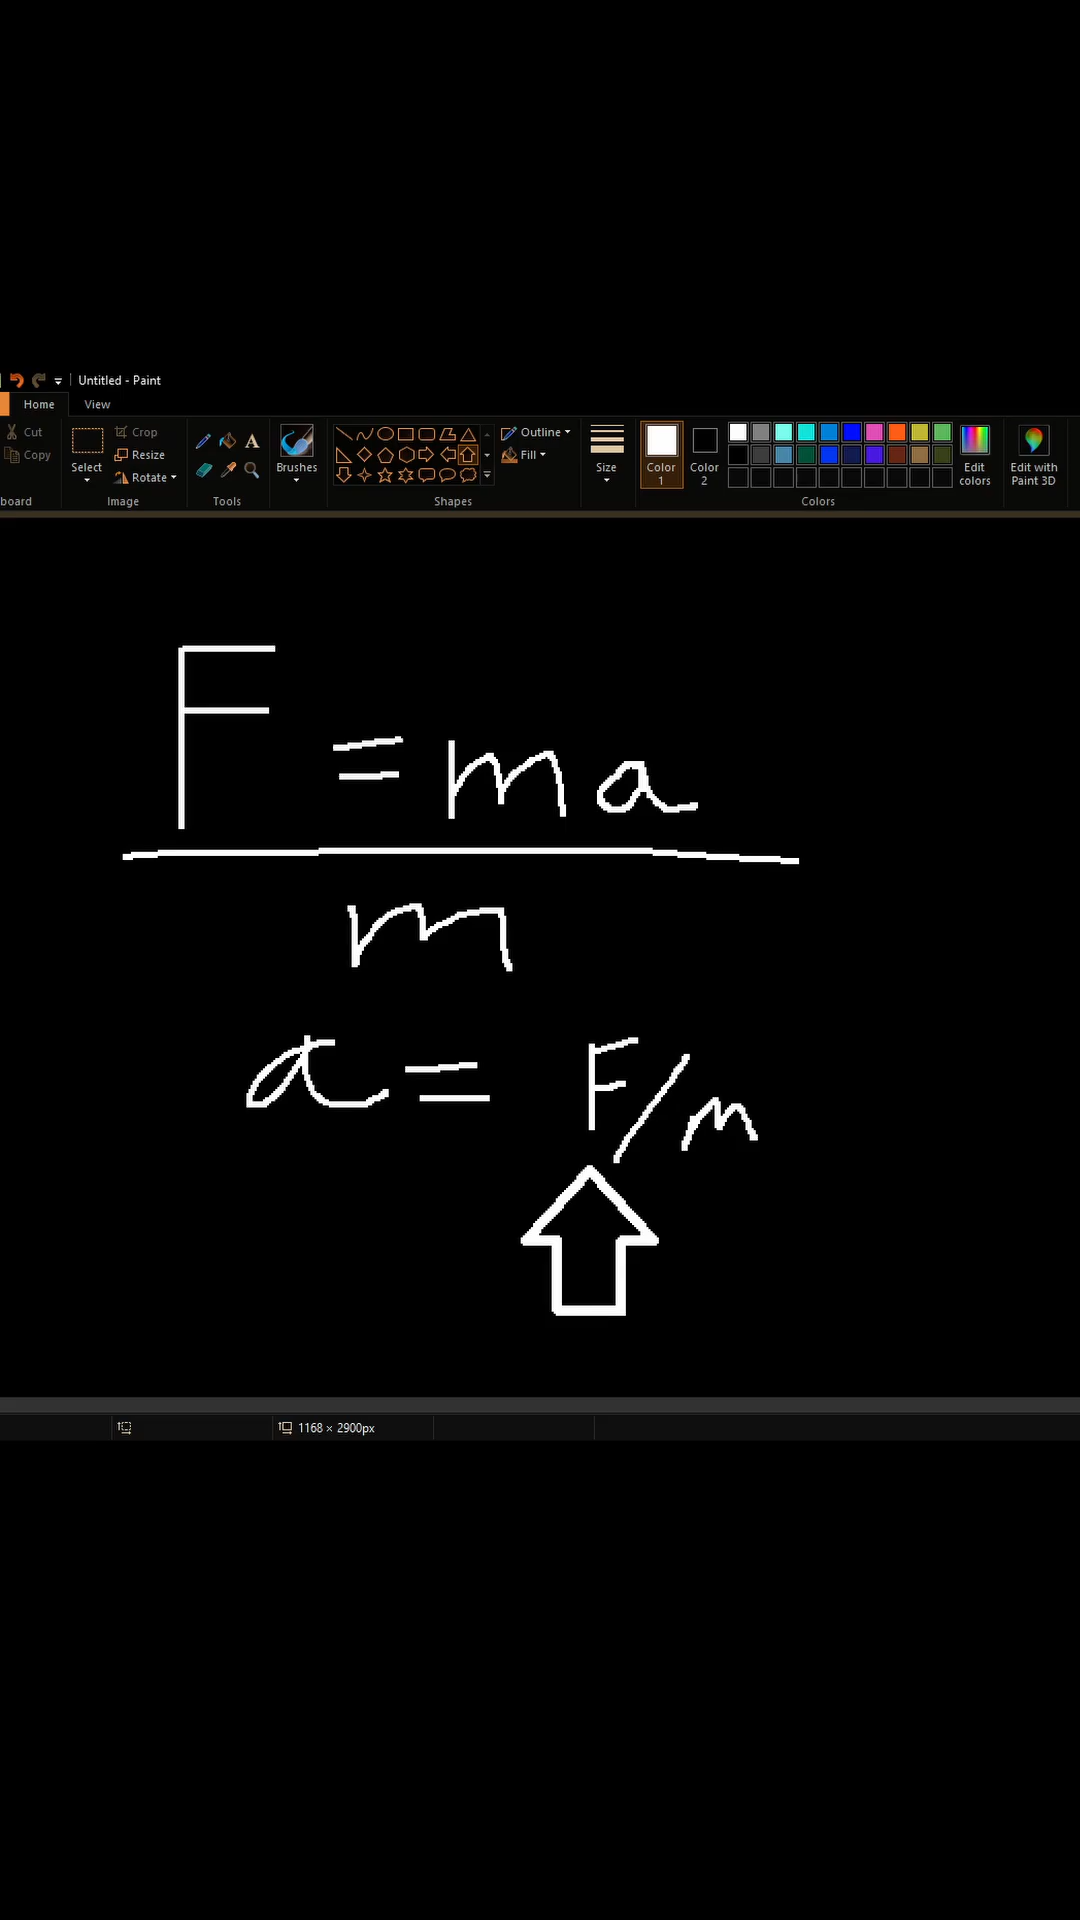 Untitled - Paint
Home View
Cut
Copy
board
Select
Crop
Resize
Rotate
Image
A
Tools
Brushes
Outline
Fill
Shapes
Size
Color 1
Color 2
Edit colors
Edit with Paint 3D
Colors
F = ma
m
a = F/m
1168 × 2900px